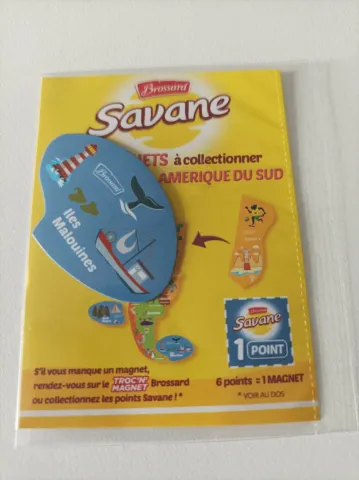 Brossard
Savane
NETS à collectionner
AMERIQUE DU SUD
Brossard
Iles
Malouines
Brossard
Savane
1 POINT
S'il vous manque un magnet,
rendez-vous sur le TROC'N' MAGNET Brossard
ou collectionnez les points Savane ! *
6 points = 1 MAGNET
* VOIR AU DOS